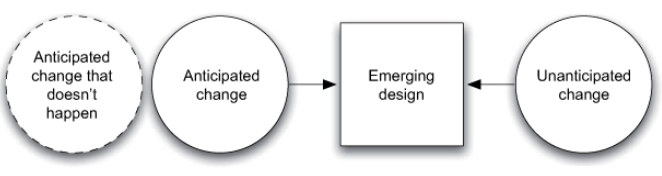 Anticipated
change that
doesn't
happen
Anticipated
change
Emerging
design
Unanticipated
change